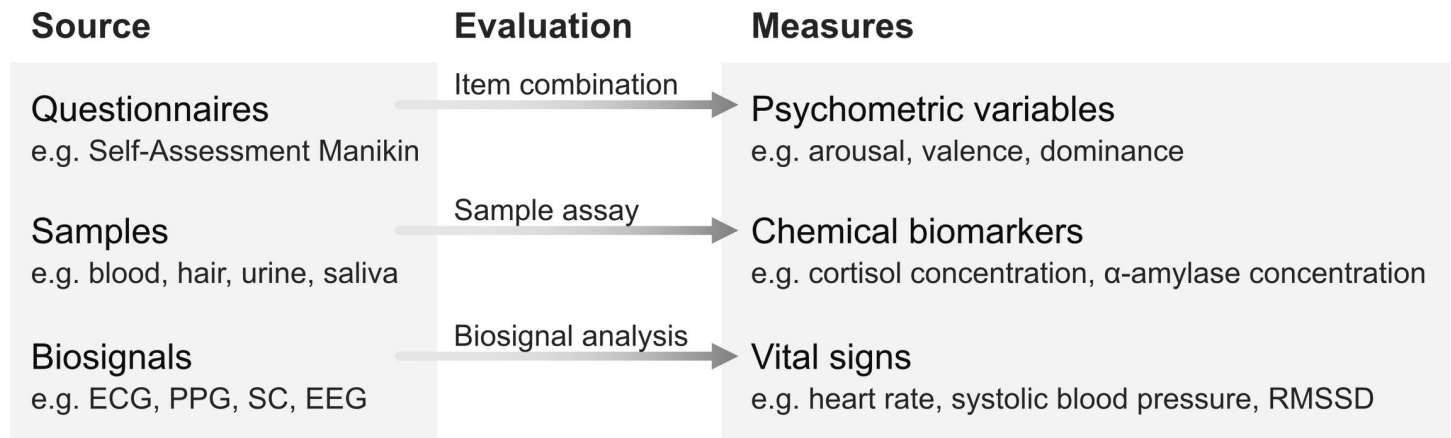 Source Evaluation Measures
Item combination
Questionnaires Psychometric variables
e.g. Self-Assessment Manikin e.g. arousal, valence, dominance
Sample assay
Samples Chemical biomarkers
e.g. blood, hair, urine, saliva e.g. cortisol concentration, α-amylase concentration
Biosignal analysis
Biosignals Vital signs
e.g. ECG, PPG, SC, EEG e.g. heart rate, systolic blood pressure, RMSSD